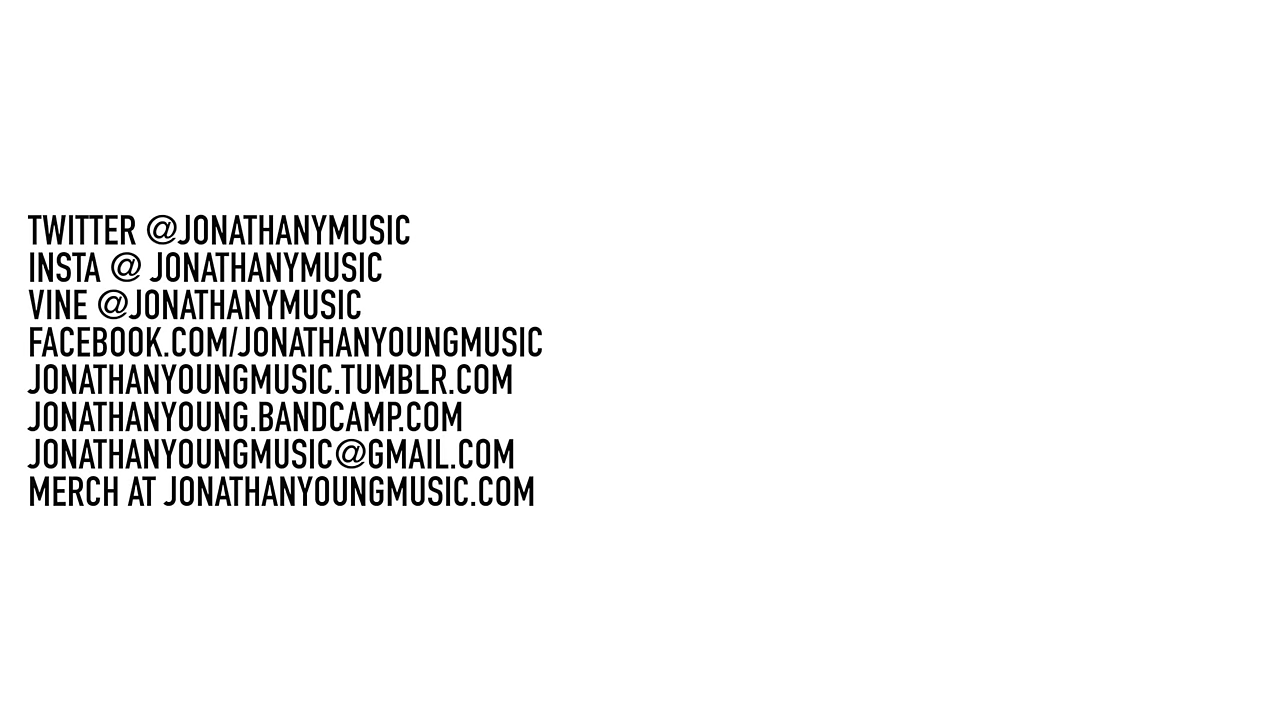 TWITTER @JONATHANYMUSIC
INSTA @ JONATHANYMUSIC
VINE @JONATHANYMUSIC
FACEBOOK.COM/JONATHANYOUNGMUSIC
JONATHANYOUNGMUSIC.TUMBLR.COM
JONATHANYOUNG.BANDCAMP.COM
JONATHANYOUNGMUSIC@GMAIL.COM
MERCH AT JONATHANYOUNGMUSIC.COM